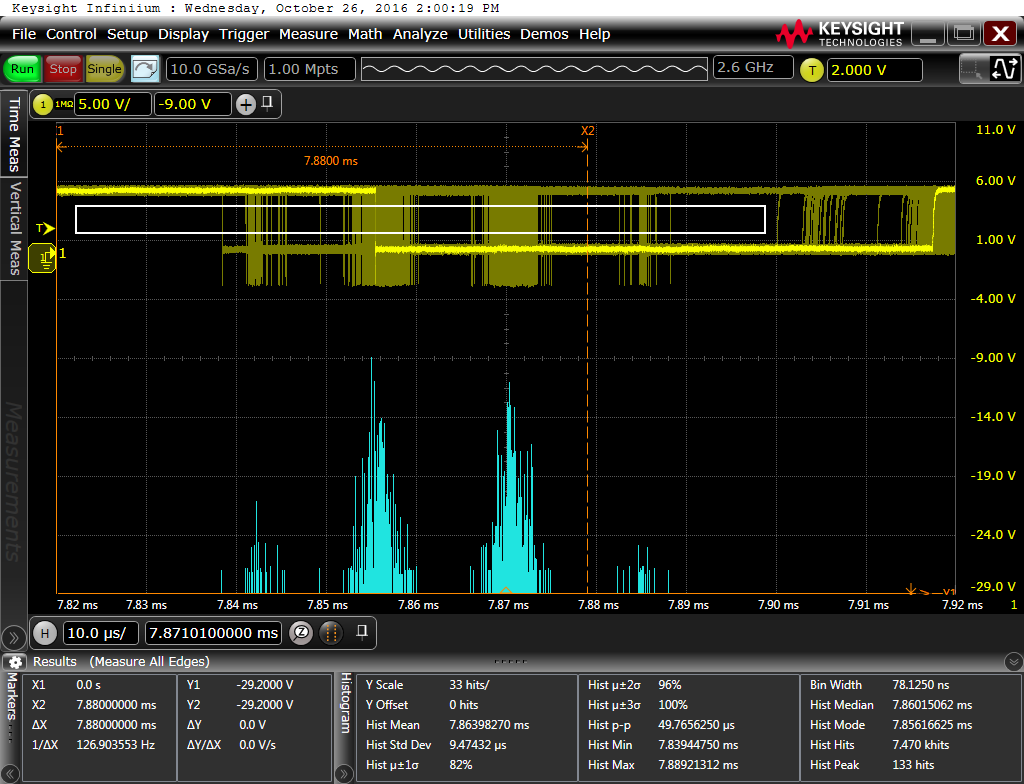 Keysight Infiniium : Wednesday, October 26, 2016 2:00:19 PM
File Control Setup Display Trigger Measure Math Analyze Utilities Demos Help
KEYSIGHT
TECHNOLOGIES
Run Stop Single 10.0 GSa/s 1.00 Mpts 2.6 GHz T 2.000 V
1 1MΩ 5.00 V/ -9.00 V
Time Meas
Vertical Meas
Measurements
1 X2
7.8800 ms
T
1 1
11.0 V
6.00 V
1.00 V
-4.00 V
-9.00 V
-14.0 V
-19.0 V
-24.0 V
-29.0 V
Y1
7.82 ms 7.83 ms 7.84 ms 7.85 ms 7.86 ms 7.87 ms 7.88 ms 7.89 ms 7.90 ms 7.91 ms 7.92 ms 1
H 10.0 µs/ 7.8710100000 ms
Results (Measure All Edges)
Markers...
X1 0.0 s
X2 7.88000000 ms
ΔX 7.88000000 ms
1/ΔX 126.903553 Hz
Y1 -29.2000 V
Y2 -29.2000 V
ΔY 0.0 V
ΔY/ΔX 0.0 V/s
Histogram
Y Scale 33 hits/
Y Offset 0 hits
Hist Mean 7.86398270 ms
Hist Std Dev 9.47432 µs
Hist µ±1σ 82%
Hist µ±2σ 96%
Hist µ±3σ 100%
Hist p-p 49.7656250 µs
Hist Min 7.83944750 ms
Hist Max 7.88921312 ms
Bin Width 78.1250 ns
Hist Median 7.86015062 ms
Hist Mode 7.85616625 ms
Hist Hits 7.470 khits
Hist Peak 133 hits